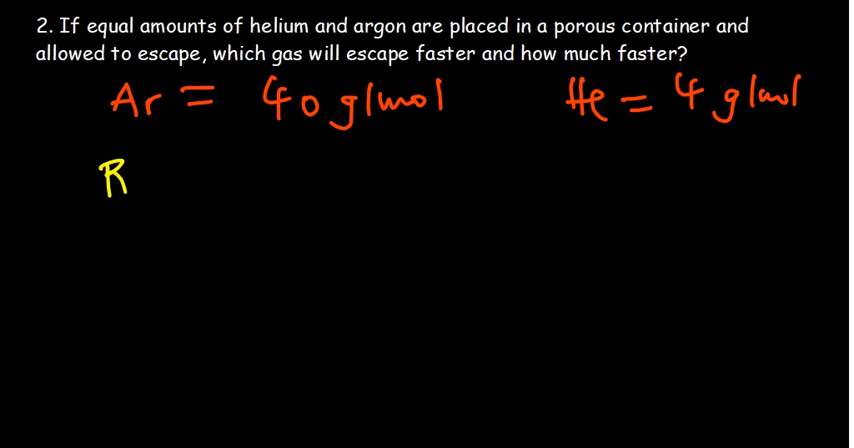 2. If equal amounts of helium and argon are placed in a porous container and
allowed to escape, which gas will escape faster and how much faster?
Ar = 40 g/mol He = 4 g/mol
R